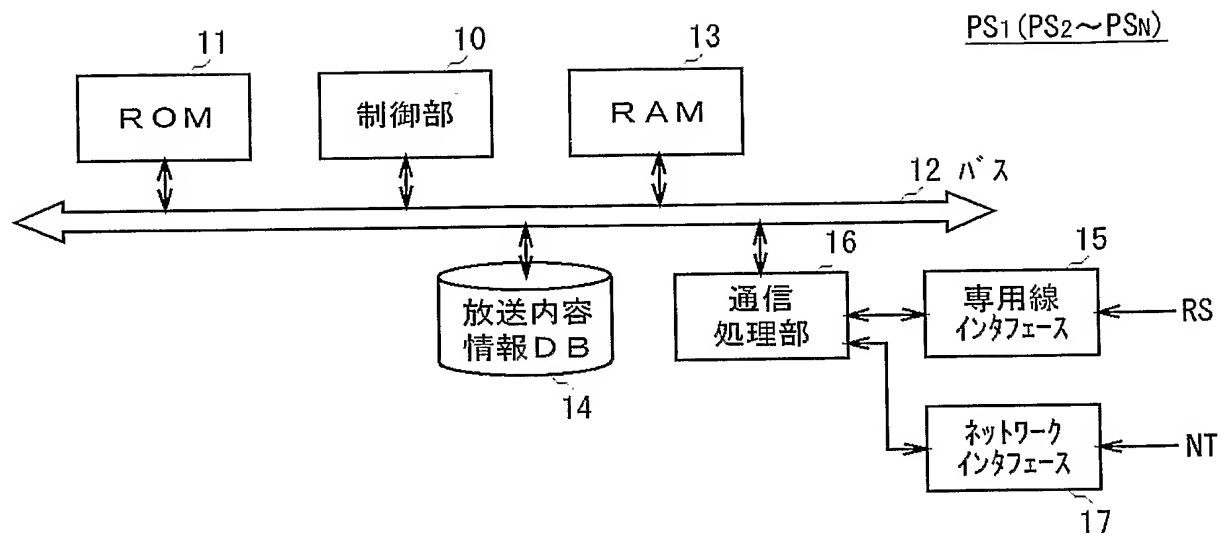 PS1(PS2～PSN)
11
10
13
ROM
制御部
RAM
12 バス
16
15
放送内容
情報DB
通信
処理部
専用線
インタフェース
RS
14
ネットワーク
インタフェース
NT
17